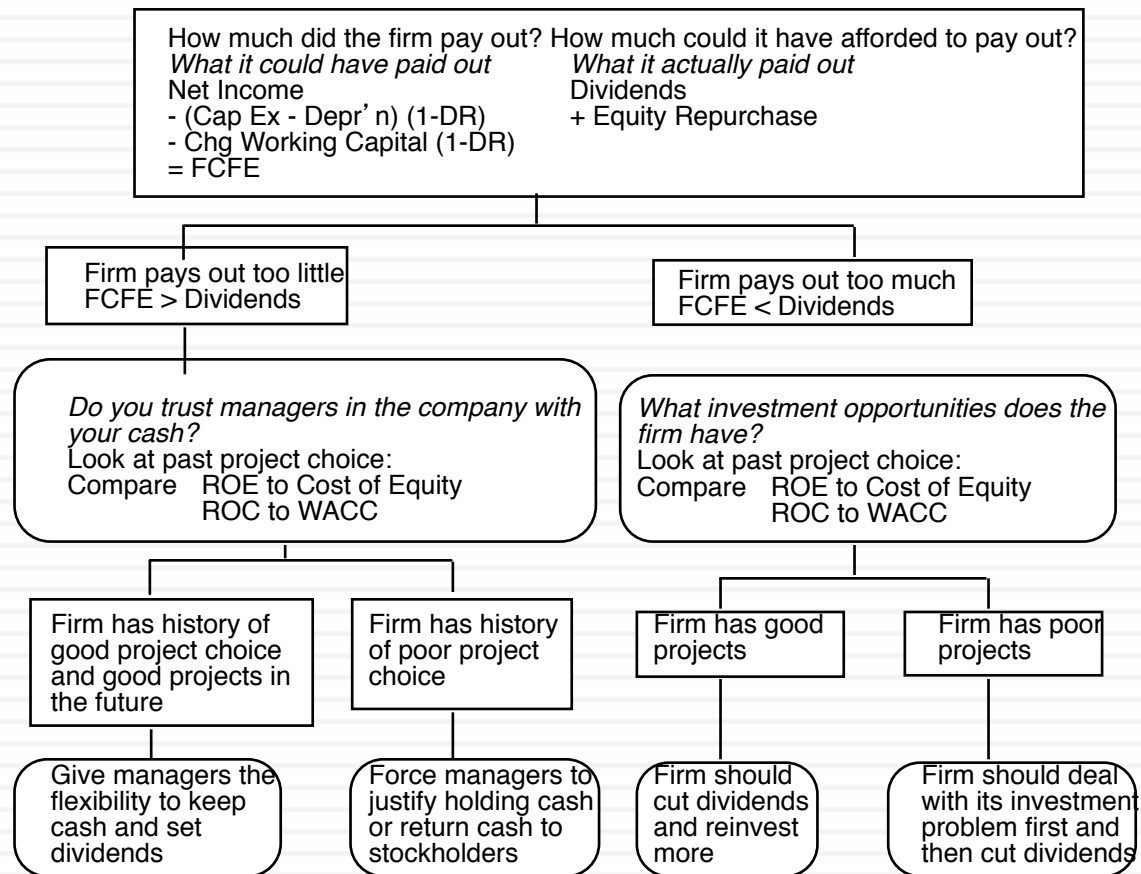 How much did the firm pay out? How much could it have afforded to pay out?
What it could have paid out What it actually paid out
Net Income Dividends
- (Cap Ex - Depr’n) (1-DR) + Equity Repurchase
- Chg Working Capital (1-DR)
= FCFE
Firm pays out too little
FCFE > Dividends
Firm pays out too much
FCFE < Dividends
Do you trust managers in the company with
your cash?
Look at past project choice:
Compare ROE to Cost of Equity
ROC to WACC
What investment opportunities does the
firm have?
Look at past project choice:
Compare ROE to Cost of Equity
ROC to WACC
Firm has history of
good project choice
and good projects in
the future
Firm has history
of poor project
choice
Firm has good
projects
Firm has poor
projects
Give managers the
flexibility to keep
cash and set
dividends
Force managers to
justify holding cash
or return cash to
stockholders
Firm should
cut dividends
and reinvest
more
Firm should deal
with its investment
problem first and
then cut dividends